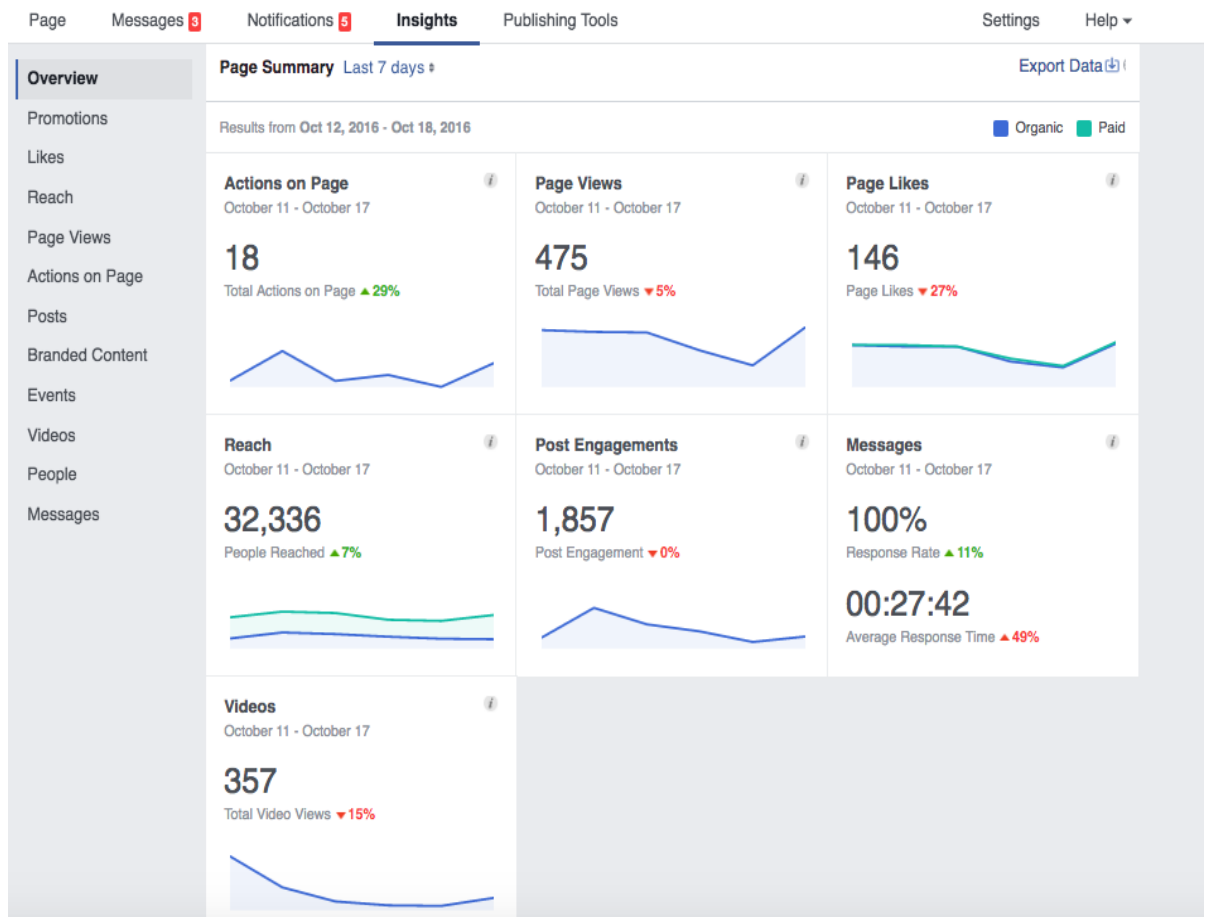 Page Messages 3 Notifications 5 Insights Publishing Tools Settings Help
Overview
Promotions
Likes
Reach
Page Views
Actions on Page
Posts
Branded Content
Events
Videos
People
Messages
Page Summary Last 7 days Export Data
Results from Oct 12, 2016 - Oct 18, 2016 Organic Paid
Actions on Page
October 11 - October 17
18
Total Actions on Page ▲29%
Page Views
October 11 - October 17
475
Total Page Views ▼5%
Page Likes
October 11 - October 17
146
Page Likes ▼27%
Reach
October 11 - October 17
32,336
People Reached ▲7%
Post Engagements
October 11 - October 17
1,857
Post Engagement ▼0%
Messages
October 11 - October 17
100%
Response Rate ▲11%
00:27:42
Average Response Time ▲49%
Videos
October 11 - October 17
357
Total Video Views ▼15%